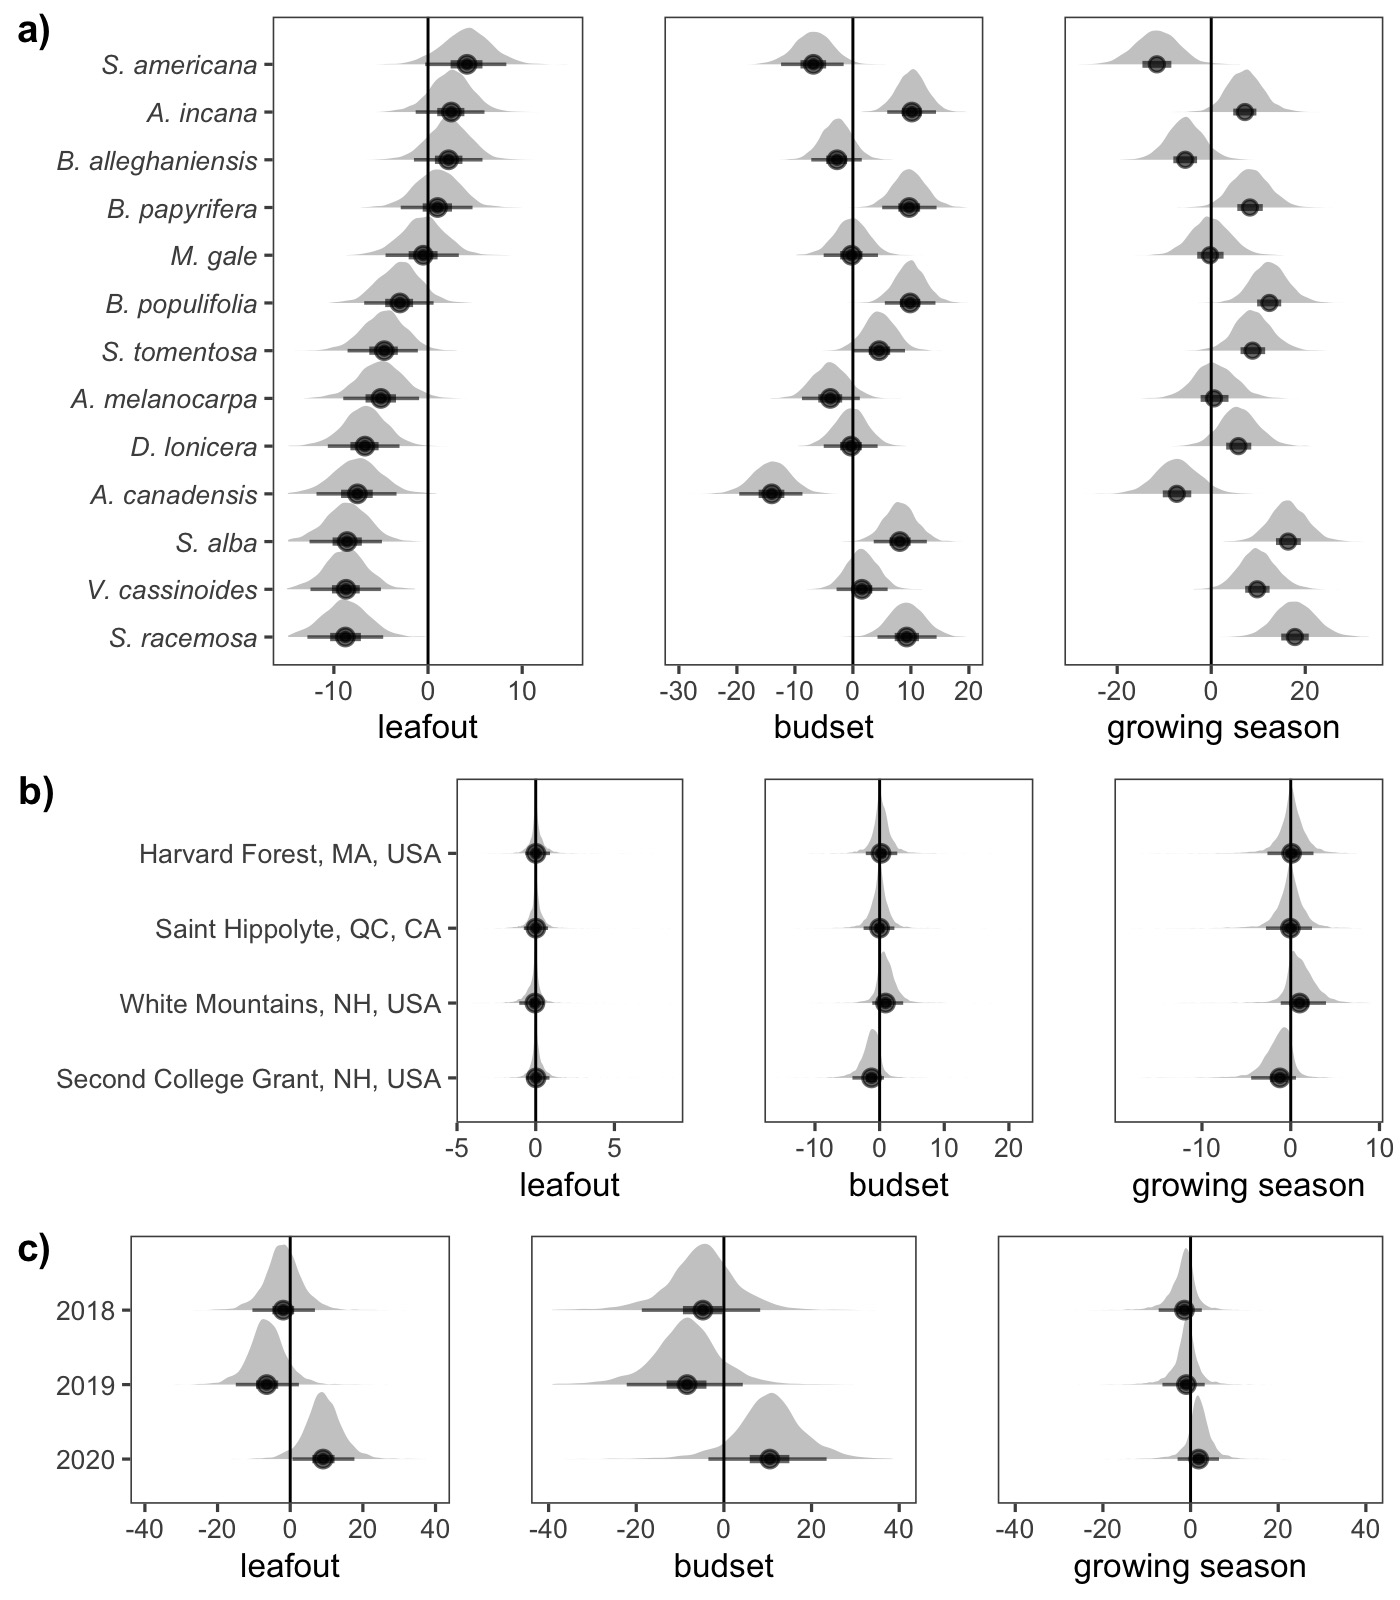 a)
S. americana
A. incana
B. alleghaniensis
B. papyrifera
M. gale
B. populifolia
S. tomentosa
A. melanocarpa
D. lonicera
A. canadensis
S. alba
V. cassinoides
S. racemosa
-10 0 10 -30 -20 -10 0 10 20 -20 0 20
leafout budset growing season
b)
Harvard Forest, MA, USA
Saint Hippolyte, QC, CA
White Mountains, NH, USA
Second College Grant, NH, USA
-5 0 5 -10 0 10 20 -10 0 10
leafout budset growing season
c)
2018
2019
2020
-40 -20 0 20 40 -40 -20 0 20 40 -40 -20 0 20 40
leafout budset growing season